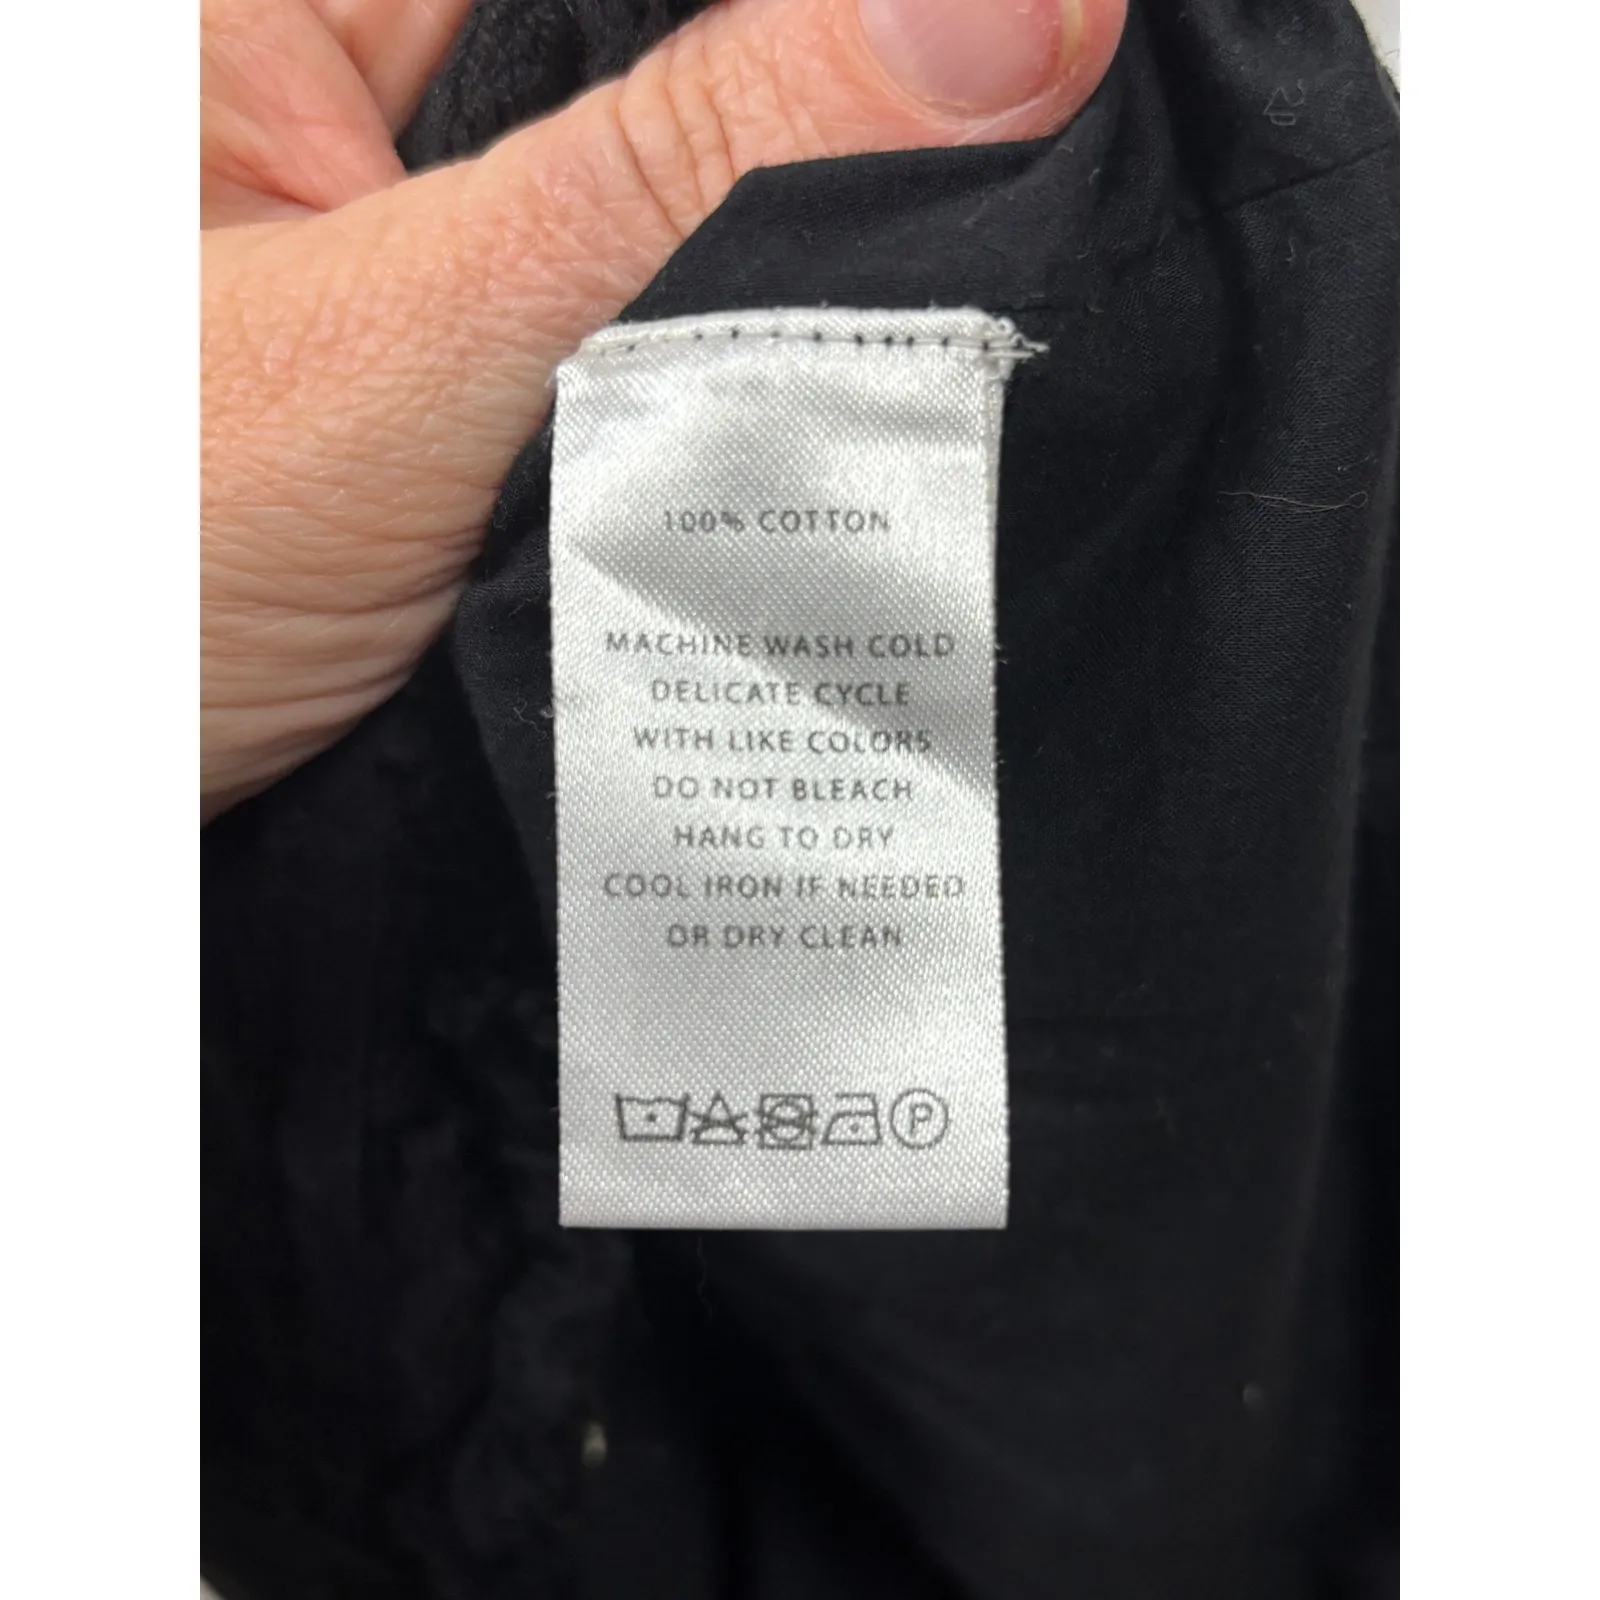 100% COTTON
MACHINE WASH COLD
DELICATE CYCLE
WITH LIKE COLORS
DO NOT BLEACH
HANG TO DRY
COOL IRON IF NEEDED
OR DRY CLEAN
P